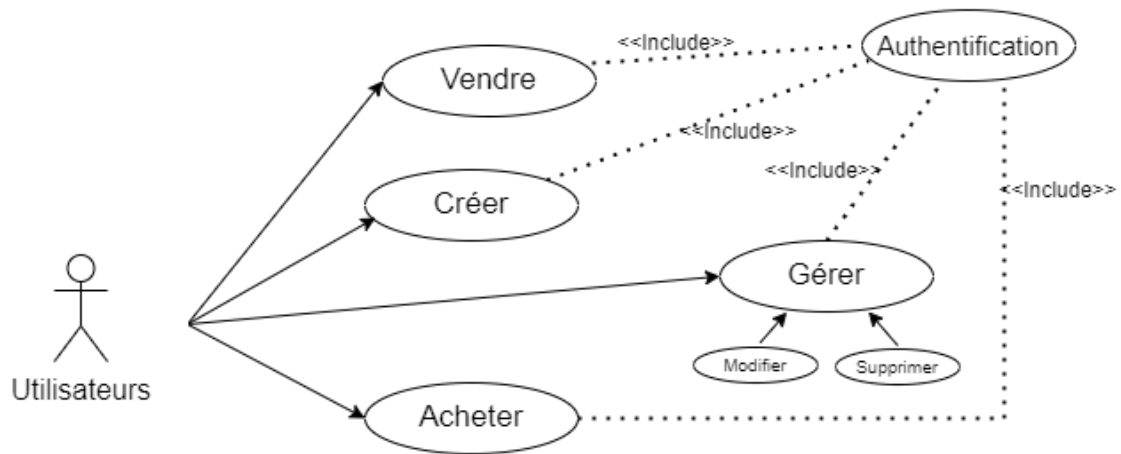 <<Include>>
Authentification
Vendre
<<Include>>
<<Include>>
<<Include>>
Créer
Gérer
Modifier
Supprimer
Utilisateurs
Acheter